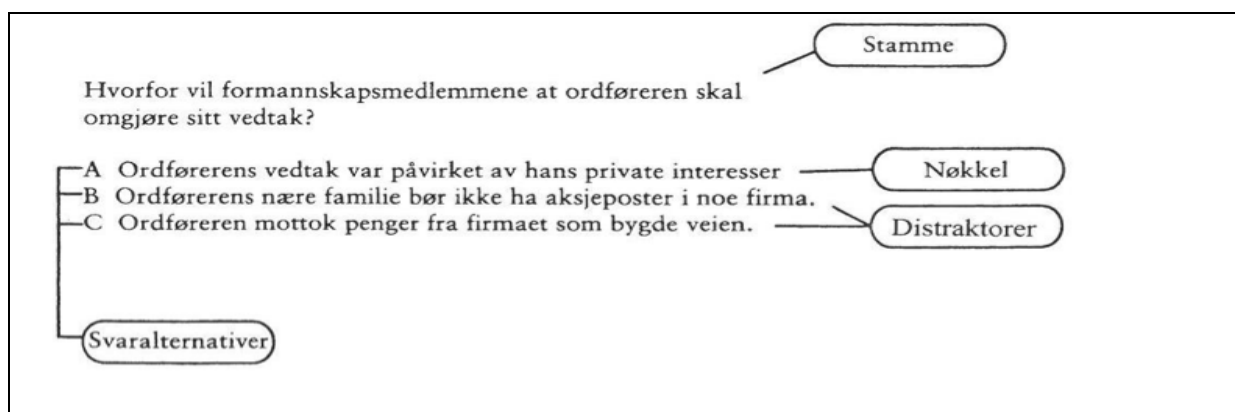 Stamme
Hvorfor vil formannskapsmedlemmene at ordføreren skal
omgjøre sitt vedtak?
A Ordførerens vedtak var påvirket av hans private interesser
Nøkkel
B Ordførerens nære familie bør ikke ha aksjeposter i noe firma.
C Ordføreren mottok penger fra firmaet som bygde veien.
Distraktorer
Svaralternativer